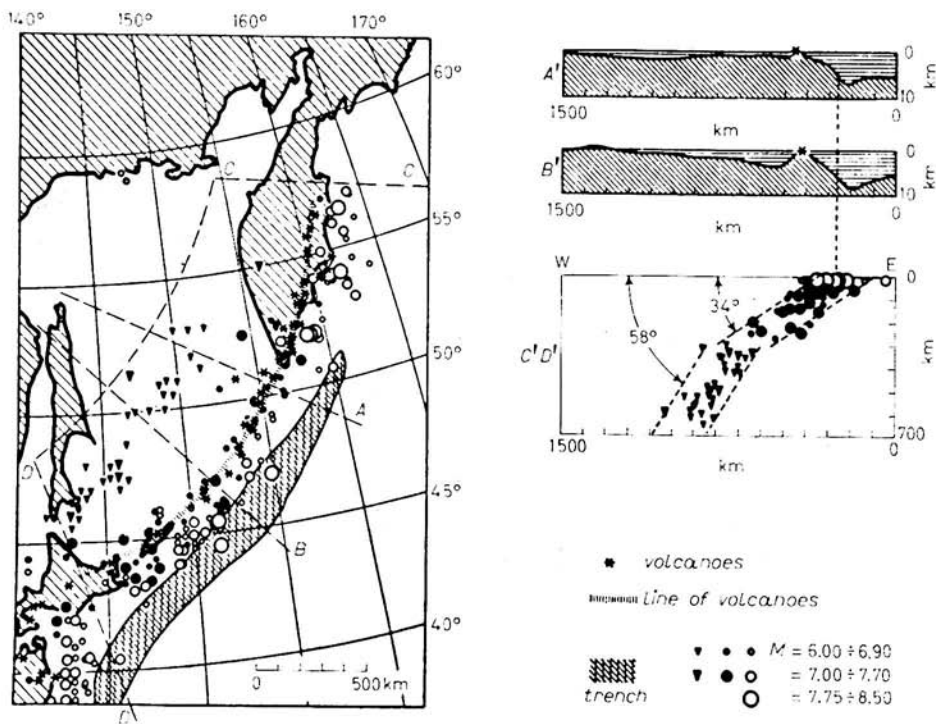 140° 150° 160° 170°
60°
C C
55°
50°
A
D
45°
B
40°
0 500 km
D
A' 0
km
10
1500 0
km
B' 0
km
10
1500 0
km
W E
0
34°
58°
C'D' km
700
1500 0
km
* volcanoes
line of volcanoes
trench
M = 6.00 ÷ 6,90
= 7.00 ÷ 7.70
= 7.75 ÷ 8.50